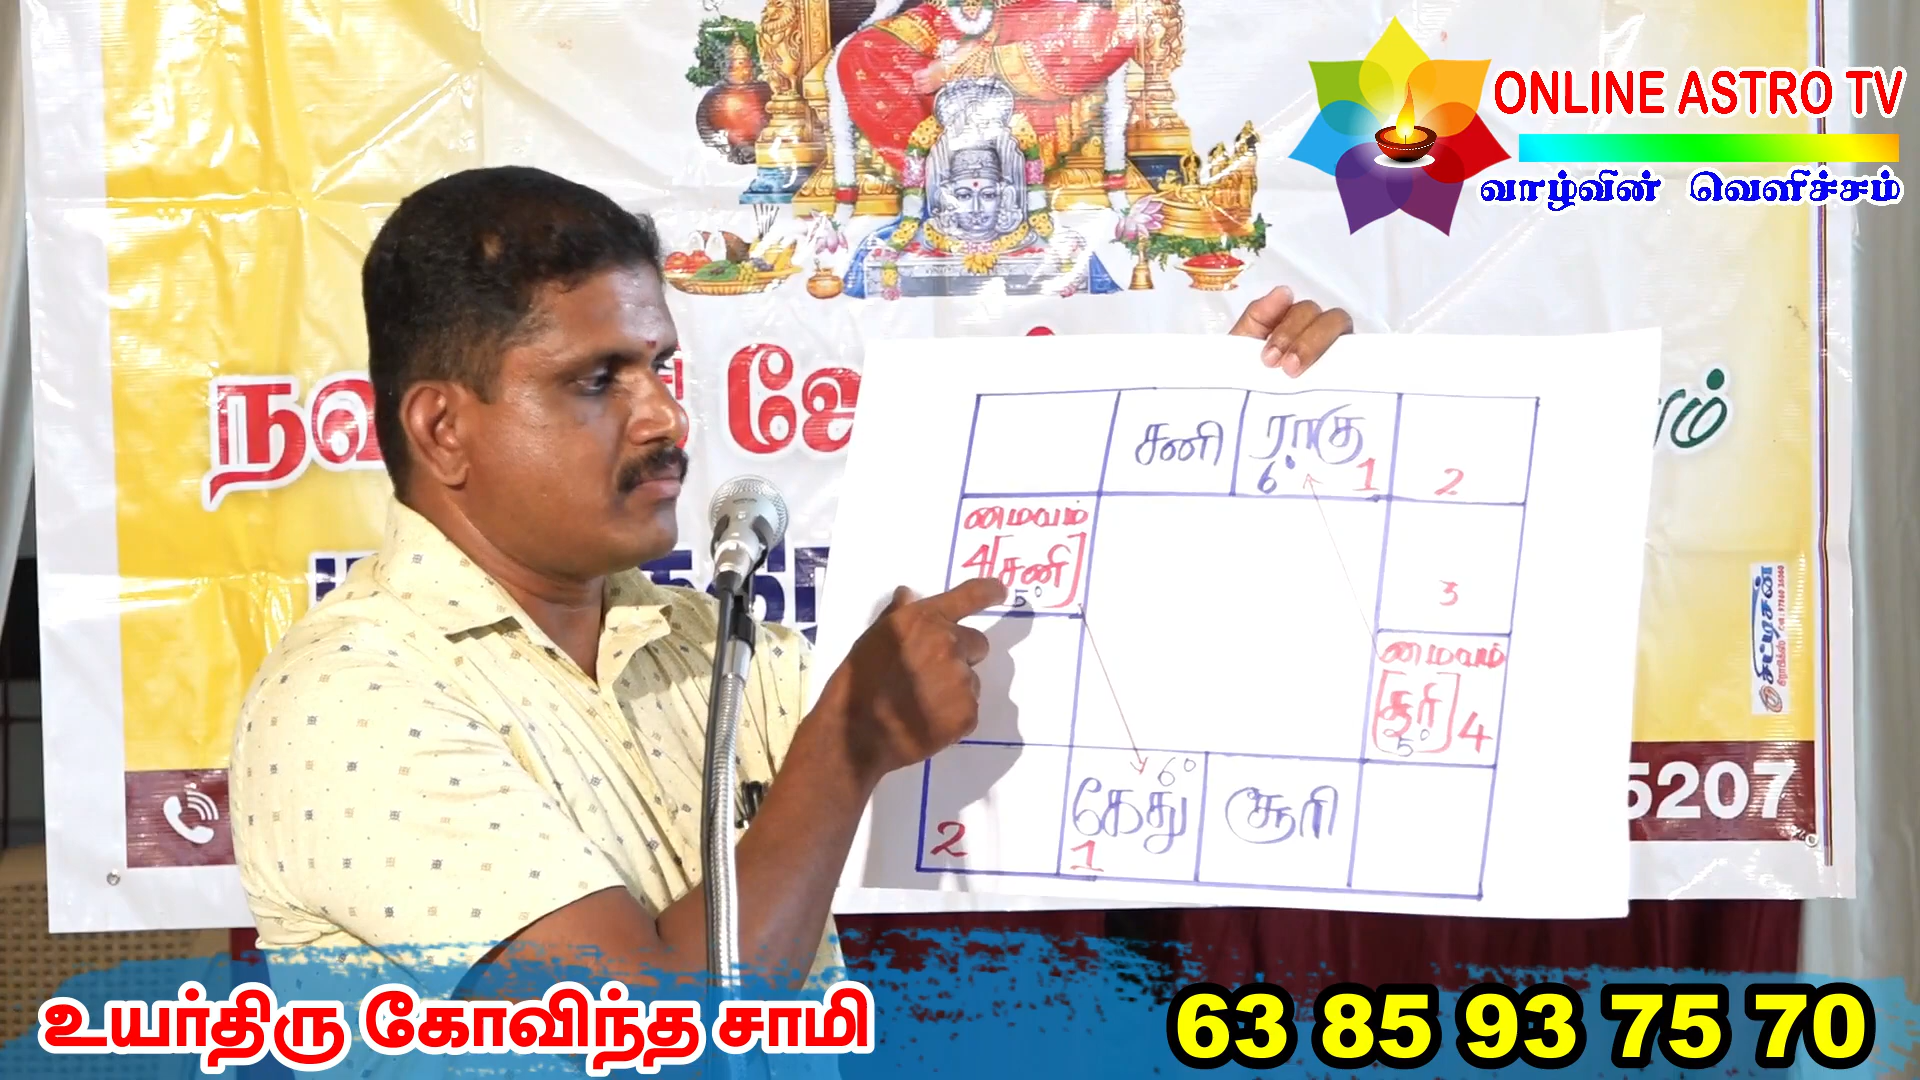 ONLINE ASTRO TV
வாழ்வின் வெளிச்சம்
நவ
ஜே
ம்
சனி
ராகு
6°
1
2
மைவம்
4 [சனி]
5°
3
மைவம்
[சூரி] 4
5°
6°
கேது
சூரி
2
1
5207
உயர்திரு கோவிந்த சாமி
63 85 93 75 70